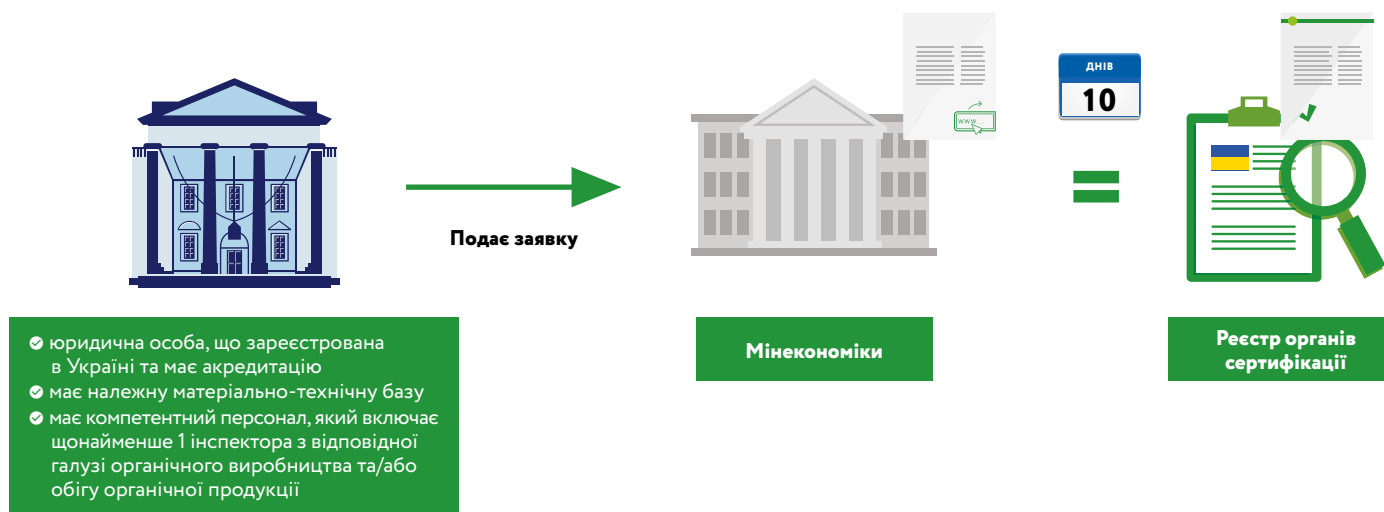 www...
ДНІВ
10
Подає заявку
юридична особа, що зареєстрована
в Україні та має акредитацію
має належну матеріально-технічну базу
має компетентний персонал, який включає
щонайменше 1 інспектора з відповідної
галузі органічного виробництва та/або
обігу органічної продукції
Мінекономіки
Реєстр органів
сертифікації